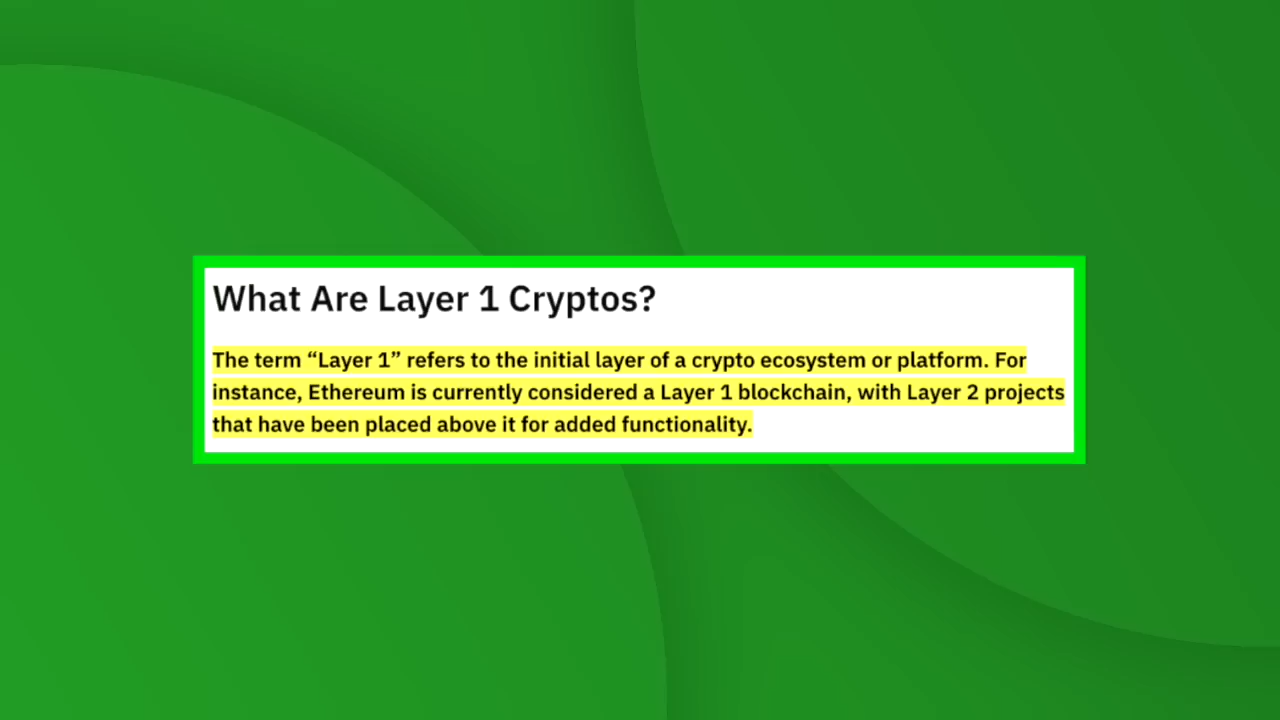 What Are Layer 1 Cryptos?
The term “Layer 1” refers to the initial layer of a crypto ecosystem or platform. For
instance, Ethereum is currently considered a Layer 1 blockchain, with Layer 2 projects
that have been placed above it for added functionality.